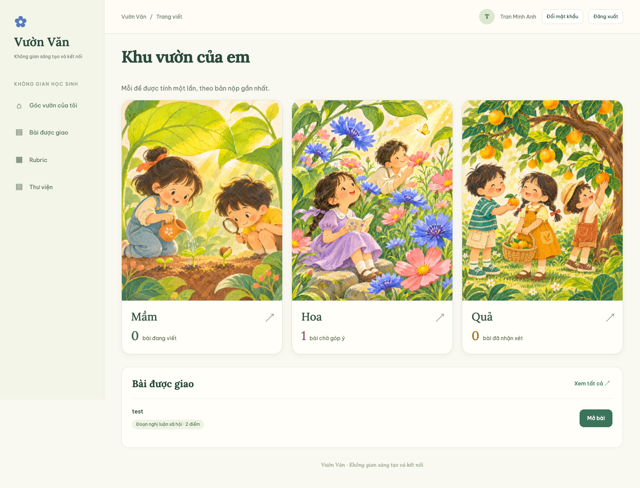 Vườn Văn
Không gian sáng tạo và kết nối
KHÔNG GIAN HỌC SINH
Góc vườn của tôi
Bài được giao
Rubric
Thư viện
Vườn Văn / Trang viết
T Tran Minh Anh Đổi mật khẩu Đăng xuất
Khu vườn của em
Mỗi đề được tính một lần, theo bản nộp gần nhất.
Mầm
0 bài đang viết
Hoa
1 bài chờ góp ý
Quả
0 bài đã nhận xét
Bài được giao
Xem tất cả
test
Đoạn nghị luận xã hội · 2 điểm
Mở bài
Vườn Văn · Không gian sáng tạo và kết nối